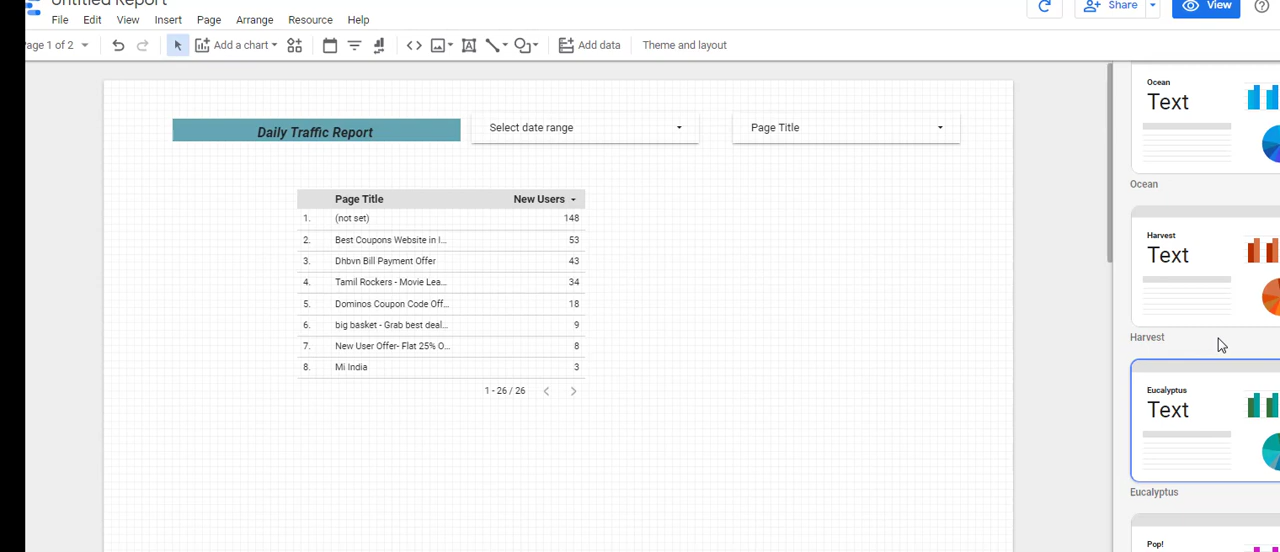 Untitled Report
File Edit View Insert Page Arrange Resource Help
Share View
age 1 of 2 Add a chart Add data Theme and layout
Daily Traffic Report
Select date range
Page Title
Page Title New Users
1. (not set) 148
2. Best Coupons Website in I... 53
3. Dhbvn Bill Payment Offer 43
4. Tamil Rockers - Movie Lea... 34
5. Dominos Coupon Code Off... 18
6. big basket - Grab best deal... 9
7. New User Offer- Flat 25% O... 8
8. Mi India 3
1 - 26 / 26
Ocean
Text
Ocean
Harvest
Text
Harvest
Eucalyptus
Text
Eucalyptus
Pop!